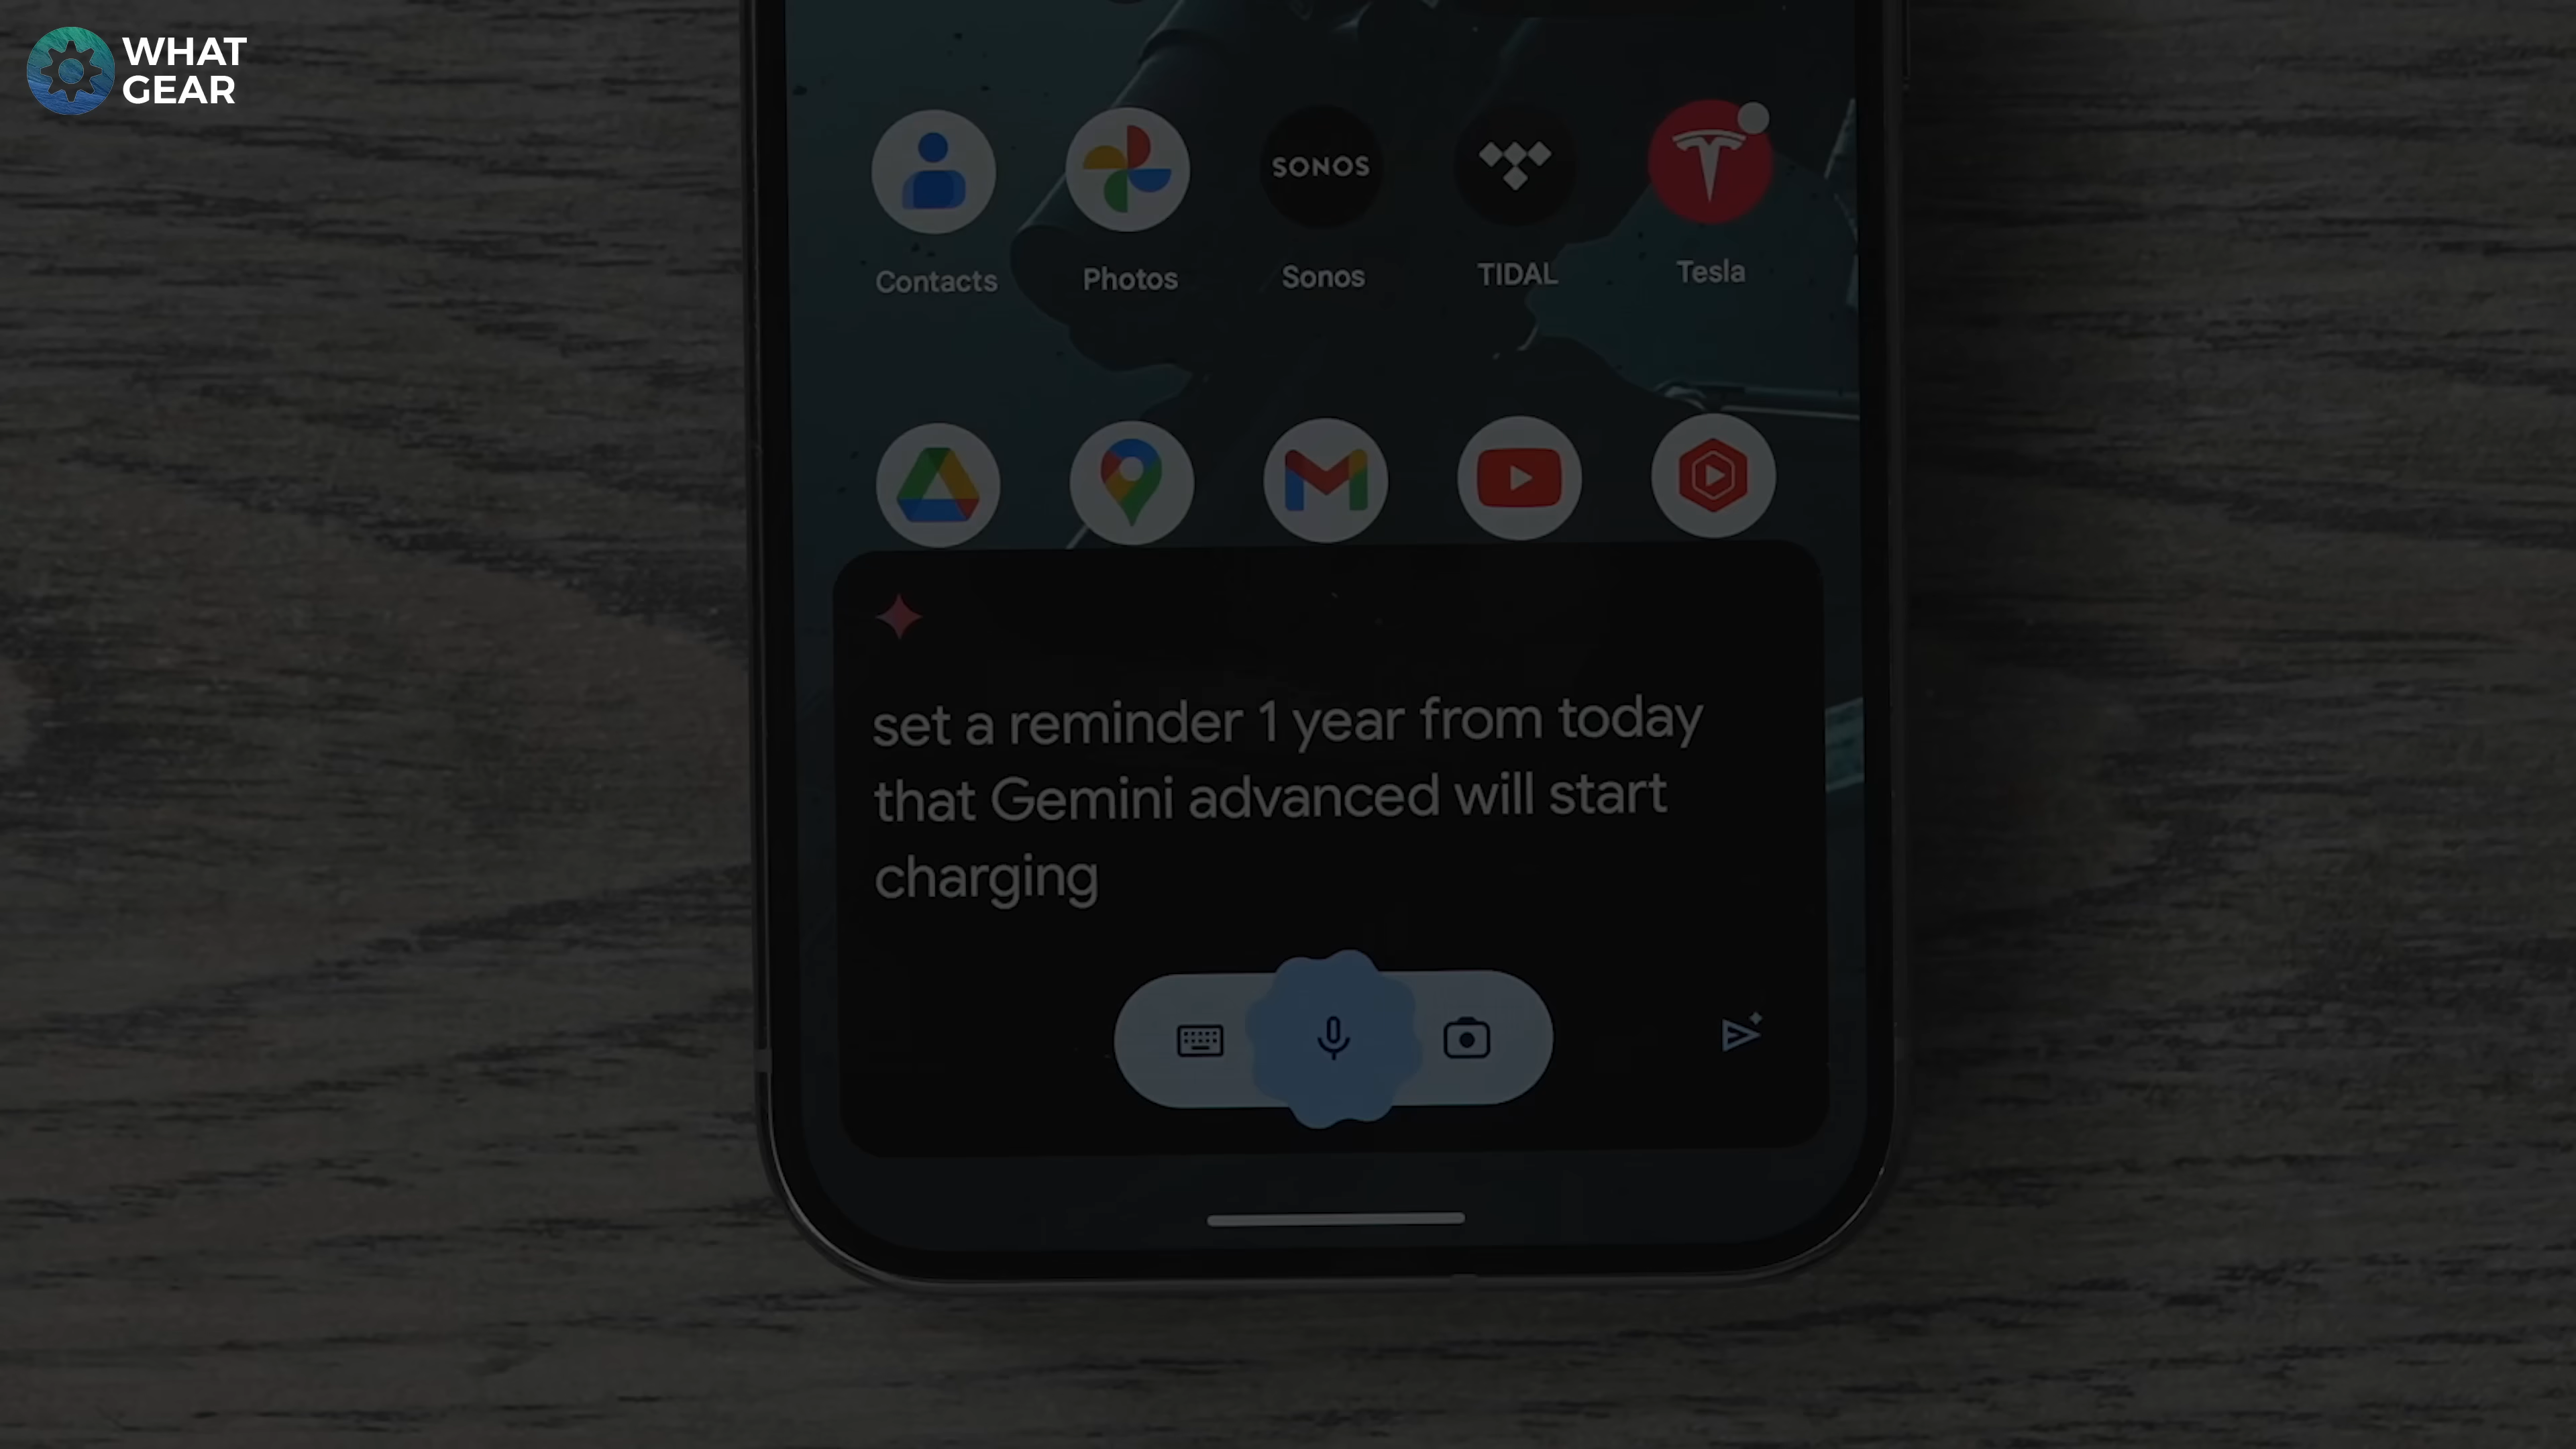 WHAT
GEAR
SONOS
Contacts
Photos
Sonos
TIDAL
Tesla
set a reminder 1 year from today
that Gemini advanced will start
charging